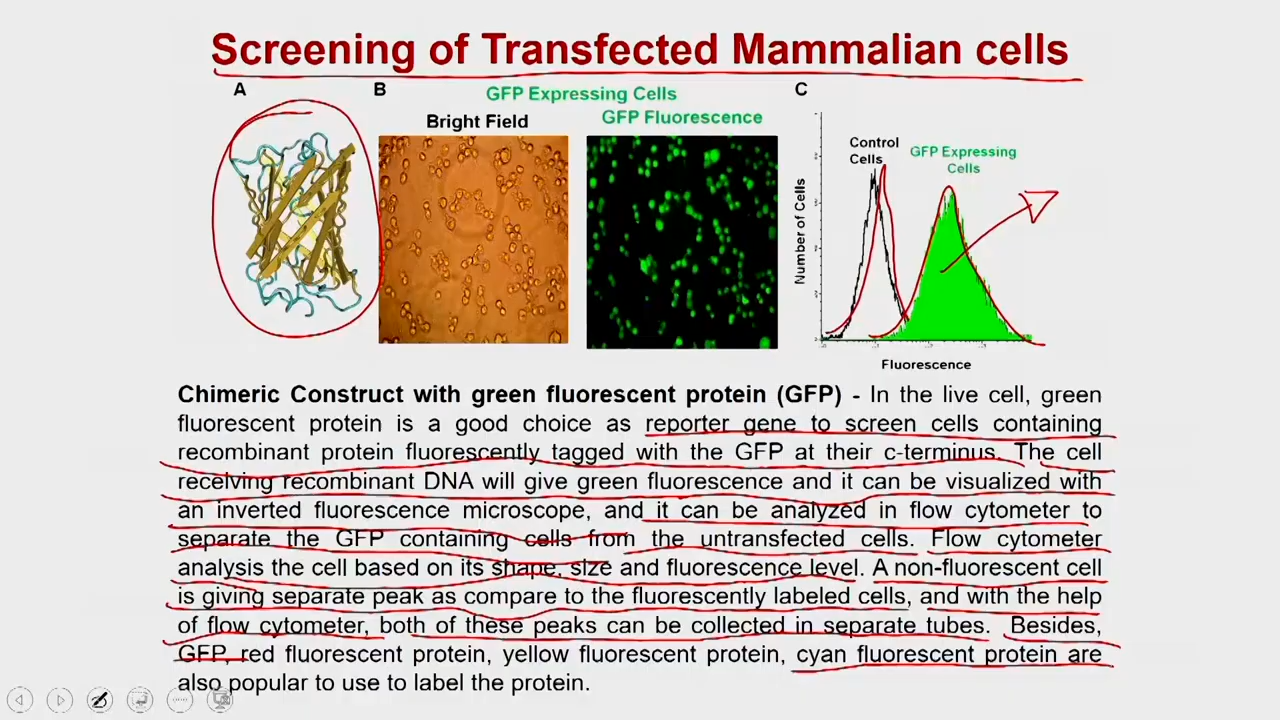 Screening of Transfected Mammalian cells
A
B
C
GFP Expressing Cells
Bright Field
GFP Fluorescence
Control
Cells
GFP Expressing
Cells
Number of Cells
Fluorescence
Chimeric Construct with green fluorescent protein (GFP) - In the live cell, green
fluorescent protein is a good choice as reporter gene to screen cells containing
recombinant protein fluorescently tagged with the GFP at their c-terminus. The cell
receiving recombinant DNA will give green fluorescence and it can be visualized with
an inverted fluorescence microscope, and it can be analyzed in flow cytometer to
separate the GFP containing cells from the untransfected cells. Flow cytometer
analysis the cell based on its shape, size and fluorescence level. A non-fluorescent cell
is giving separate peak as compare to the fluorescently labeled cells, and with the help
of flow cytometer, both of these peaks can be collected in separate tubes. Besides,
GFP, red fluorescent protein, yellow fluorescent protein, cyan fluorescent protein are
also popular to use to label the protein.